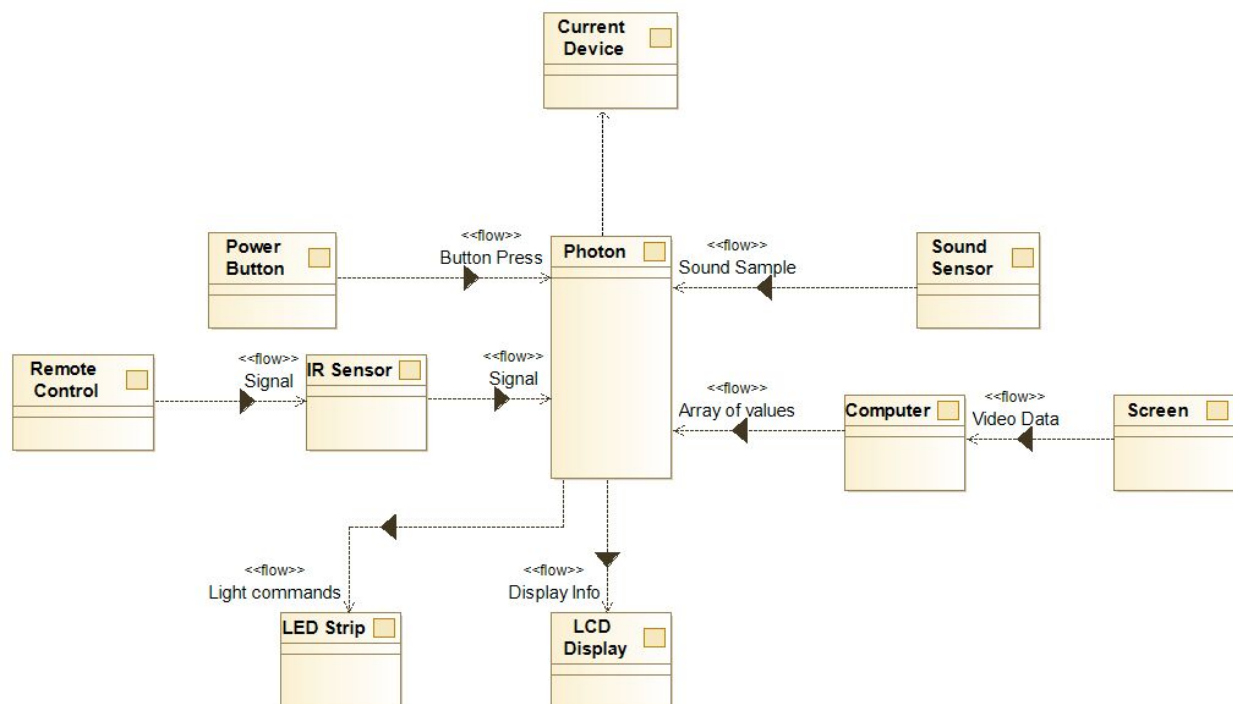 Current
Device
Power
Button
<<flow>>
Button Press
Photon
<<flow>>
Sound Sample
Sound
Sensor
Remote
Control
<<flow>>
Signal
IR Sensor
<<flow>>
Signal
<<flow>>
Array of values
Computer
<<flow>>
Video Data
Screen
<<flow>>
Light commands
<<flow>>
Display Info
LED Strip
LCD
Display